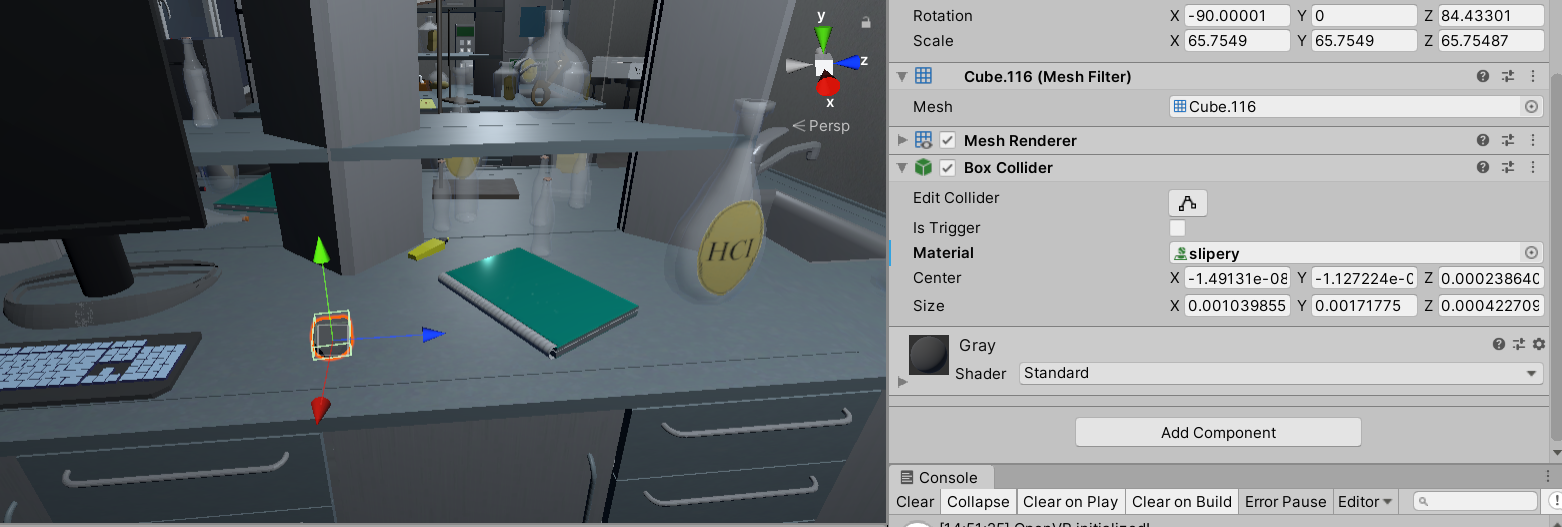 Rotation X -90.00001 Y 0 Z 84.43301
Scale X 65.7549 Y 65.7549 Z 65.75487
Cube.116 (Mesh Filter)
Mesh Cube.116
Mesh Renderer
Box Collider
Edit Collider
Is Trigger
Material slipery
Center X -1.49131e-08 Y -1.127224e-0 Z 0.000238640
Size X 0.001039855 Y 0.00171775 Z 0.000422709
Gray
Shader Standard
Add Component
Console
Clear Collapse Clear on Play Clear on Build Error Pause Editor
[14:51:25] OpenVR initialized!
y
z
x
Persp
HCl